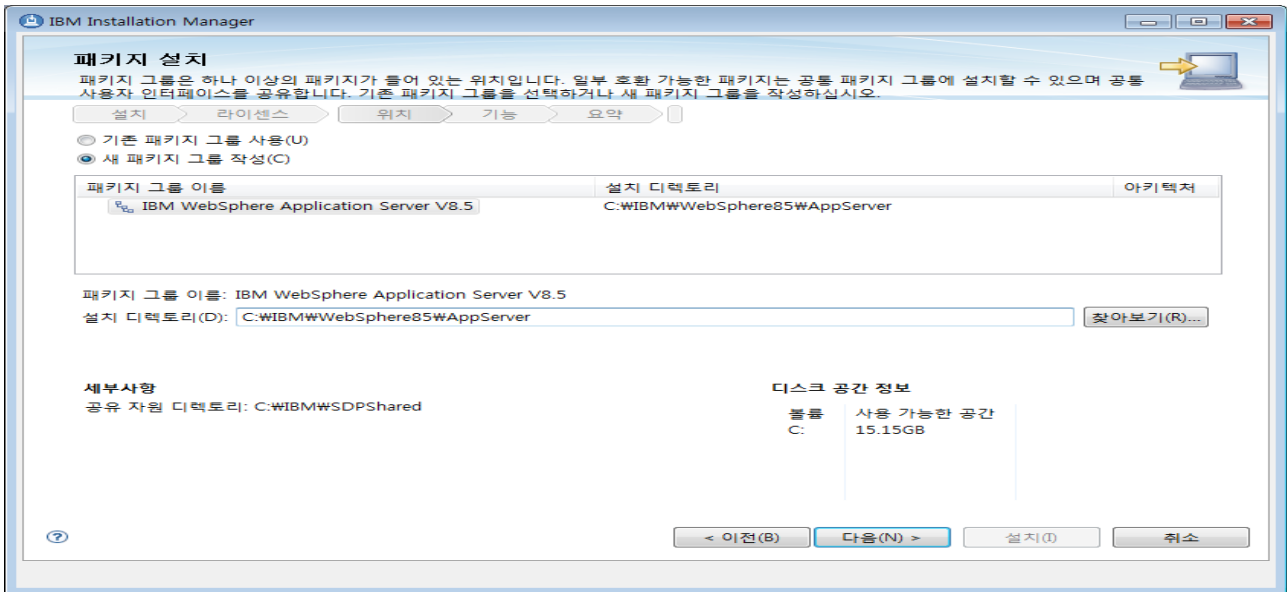 IBM Installation Manager
패키지 설치
패키지 그룹은 하나 이상의 패키지가 들어 있는 위치입니다. 일부 호환 가능한 패키지는 공통 패키지 그룹에 설치할 수 있으며 공통
사용자 인터페이스를 공유합니다. 기존 패키지 그룹을 선택하거나 새 패키지 그룹을 작성하십시오.
설치 라이센스 위치 기능 요약
기존 패키지 그룹 사용(U)
새 패키지 그룹 작성(C)
패키지 그룹 이름 설치 디렉토리 아키텍처
IBM WebSphere Application Server V8.5 C:₩IBM₩WebSphere85₩AppServer
패키지 그룹 이름: IBM WebSphere Application Server V8.5
설치 디렉토리(D): C:₩IBM₩WebSphere85₩AppServer 찾아보기(R)...
세부사항 디스크 공간 정보
공유 자원 디렉토리: C:₩IBM₩SDPShared
볼륨 사용 가능한 공간
C: 15.15GB
? < 이전(B) 다음(N) > 설치(I) 취소